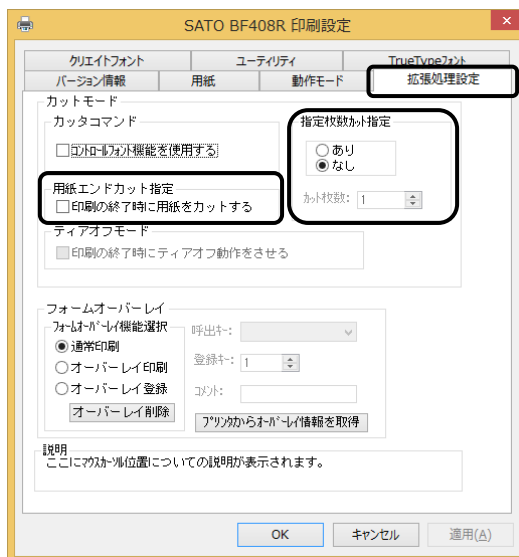 SATO BF408R 印刷設定
クリエイトフォント ユーティリティ TrueTypeフォント
バージョン情報 用紙 動作モード 拡張処理設定
カットモード
カッタコマンド
コントロールフォント機能を使用する
指定枚数カット指定
あり
なし
カット枚数: 1
用紙エンドカット指定
印刷の終了時に用紙をカットする
ティアオフモード
印刷の終了時にティアオフ動作をさせる
フォームオーバーレイ
フォームオーバーレイ機能選択
通常印刷
オーバーレイ印刷
オーバーレイ登録
オーバーレイ削除
呼出キー:
登録キー: 1
コメント:
プリンタからオーバーレイ情報を取得
説明
ここにマウスカーソル位置についての説明が表示されます。
OK キャンセル 適用(A)